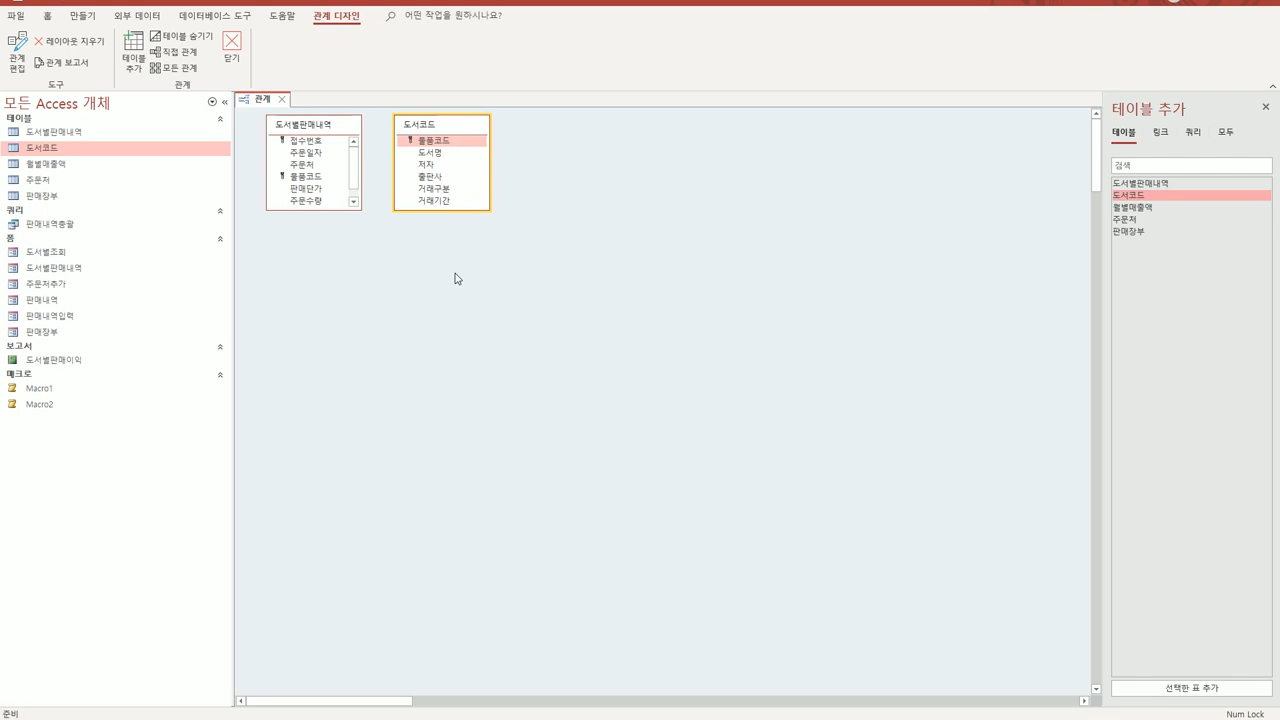 파일 홈 만들기 외부 데이터 데이터베이스 도구 도움말 관계 디자인 어떤 작업을 원하시나요?
관계 편집
레이아웃 지우기
관계 보고서
도구
테이블 추가
테이블 숨기기
직접 관계
모든 관계
닫기
관계
모든 Access 개체
테이블
도서별판매내역
도서코드
월별매출액
주문처
판매장부
쿼리
판매내역총괄
폼
도서별조회
도서별판매내역
주문처추가
판매내역
판매내역입력
판매장부
보고서
도서별판매이익
매크로
Macro1
Macro2
관계
도서별판매내역
접수번호
주문일자
주문처
물품코드
판매단가
주문수량
도서코드
물품코드
도서명
저자
출판사
거래구분
거래기간
테이블 추가
테이블 링크 쿼리 모두
검색
도서별판매내역
도서코드
월별매출액
주문처
판매장부
선택한 표 추가
준비
Num Lock